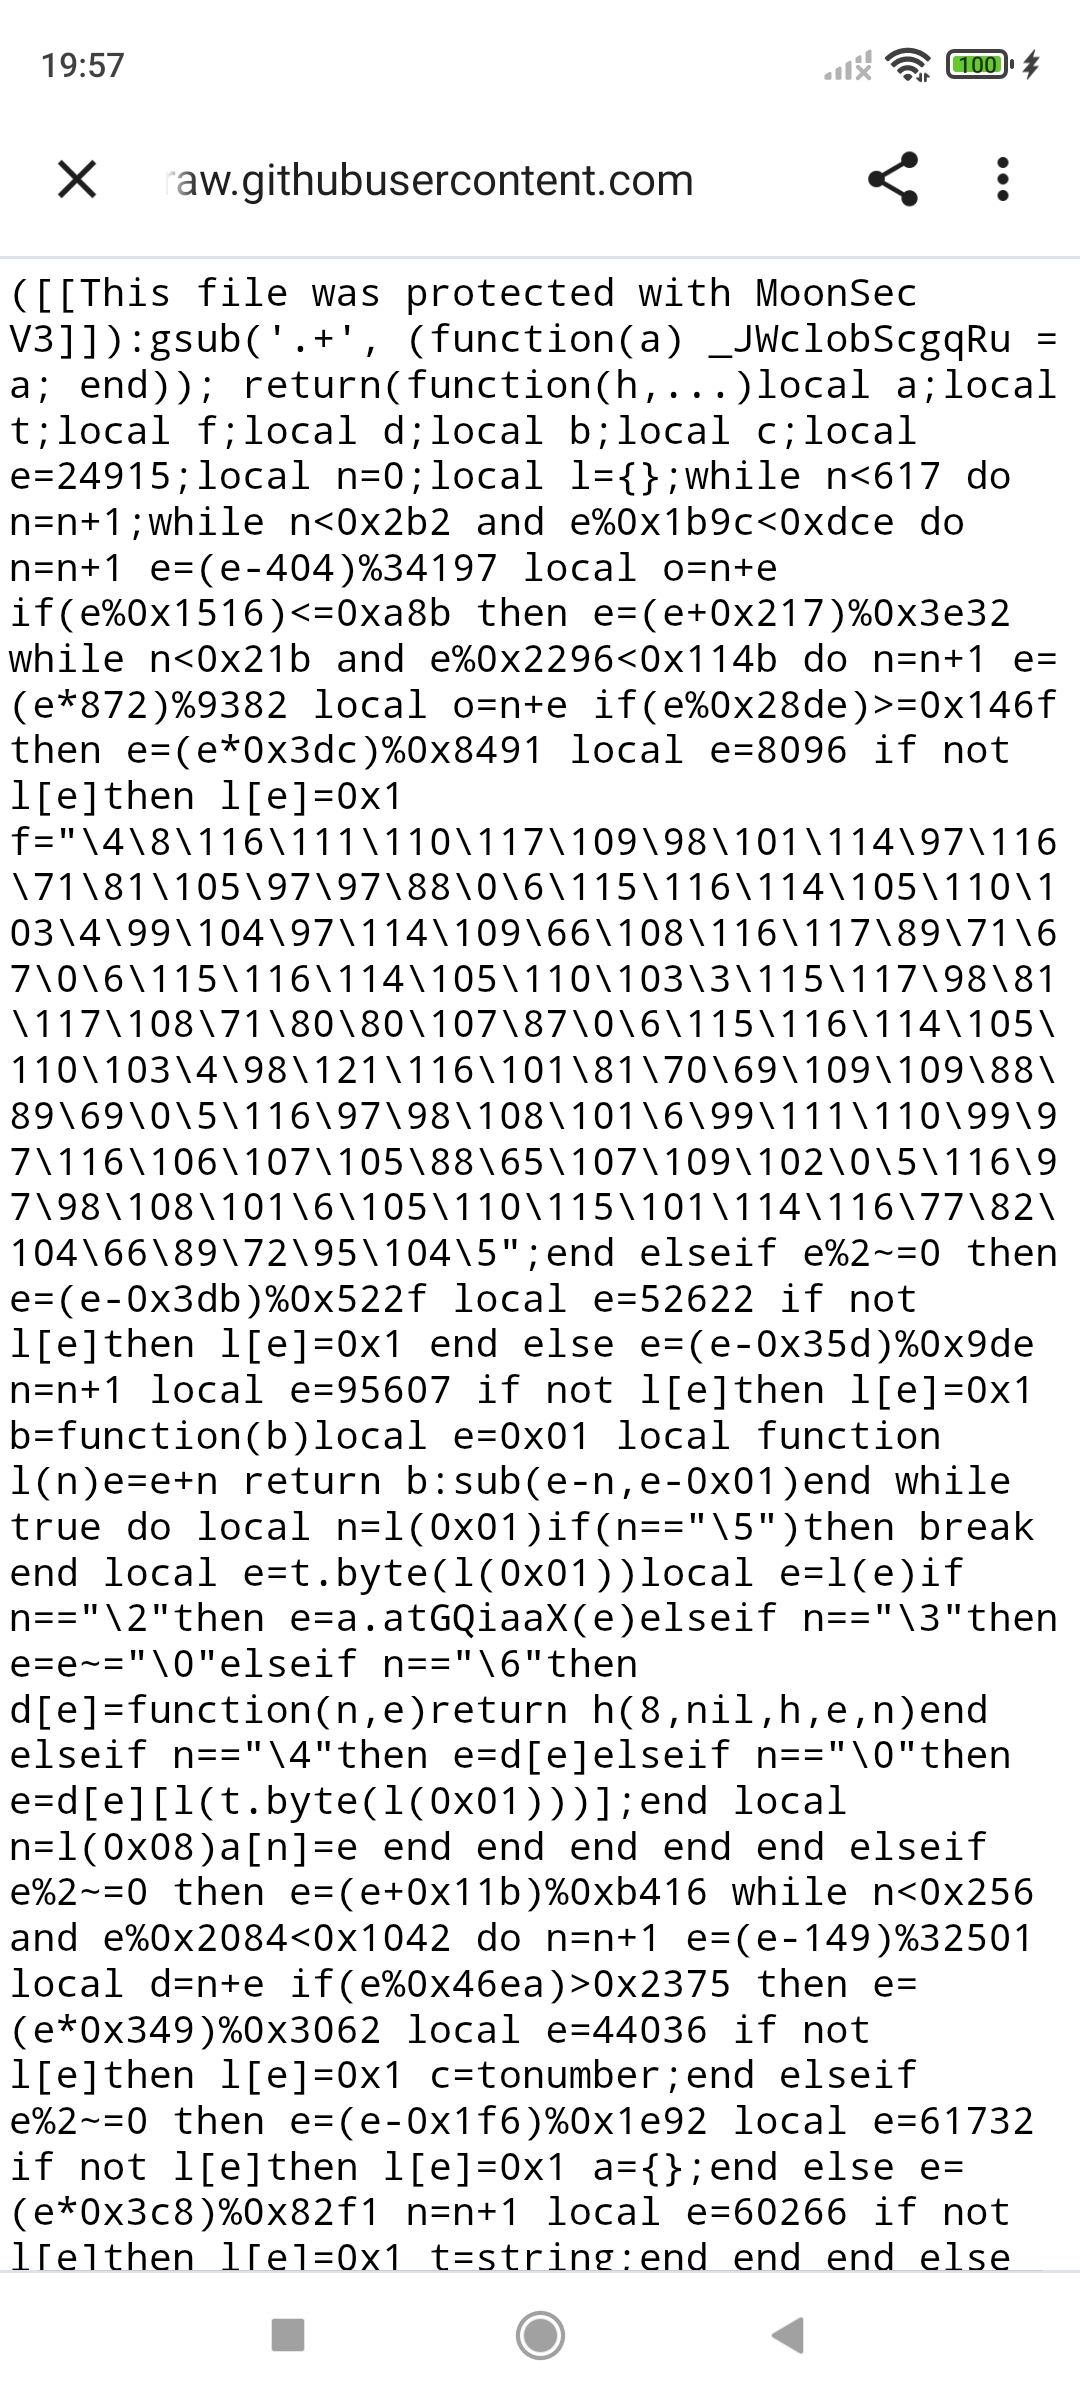 19:57
100
raw.githubusercontent.com
([[This file was protected with MoonSec
V3]]):gsub('.+', (function(a) _JWclobScgqRu =
a; end)); return(function(h,...)local a;local
t;local f;local d;local b;local c;local
e=24915;local n=0;local l={};while n<617 do
n=n+1;while n<0x2b2 and e%0x1b9c<0xdce do
n=n+1 e=(e-404)%34197 local o=n+e
if(e%0x1516)<=0xa8b then e=(e+0x217)%0x3e32
while n<0x21b and e%0x2296<0x114b do n=n+1 e=
(e*872)%9382 local o=n+e if(e%0x28de)>=0x146f
then e=(e*0x3dc)%0x8491 local e=8096 if not
l[e]then l[e]=0x1
f="\4\8\116\111\110\117\109\98\101\114\97\116
\71\81\105\97\97\88\0\6\115\116\114\105\110\1
03\4\99\104\97\114\109\66\108\116\117\89\71\6
7\0\6\115\116\114\105\110\103\3\115\117\98\81
\117\108\71\80\80\107\87\0\6\115\116\114\105\
110\103\4\98\121\116\101\81\70\69\109\109\88\
89\69\0\5\116\97\98\108\101\6\99\111\110\99\9
7\116\106\107\105\88\65\107\109\102\0\5\116\9
7\98\108\101\6\105\110\115\101\114\116\77\82\
104\66\89\72\95\104\5";end elseif e%2~=0 then
e=(e-0x3db)%0x522f local e=52622 if not
l[e]then l[e]=0x1 end else e=(e-0x35d)%0x9de
n=n+1 local e=95607 if not l[e]then l[e]=0x1
b=function(b)local e=0x01 local function
l(n)e=e+n return b:sub(e-n,e-0x01)end while
true do local n=l(0x01)if(n=="\5")then break
end local e=t.byte(l(0x01))local e=l(e)if
n=="\2"then e=a.atGQiaaX(e)elseif n=="\3"then
e=e~="\0"elseif n=="\6"then
d[e]=function(n,e)return h(8,nil,h,e,n)end
elseif n=="\4"then e=d[e]elseif n=="\0"then
e=d[e][l(t.byte(l(0x01)))];end local
n=l(0x08)a[n]=e end end end end end elseif
e%2~=0 then e=(e+0x11b)%0xb416 while n<0x256
and e%0x2084<0x1042 do n=n+1 e=(e-149)%32501
local d=n+e if(e%0x46ea)>0x2375 then e=
(e*0x349)%0x3062 local e=44036 if not
l[e]then l[e]=0x1 c=tonumber;end elseif
e%2~=0 then e=(e-0x1f6)%0x1e92 local e=61732
if not l[e]then l[e]=0x1 a={};end else e=
(e*0x3c8)%0x82f1 n=n+1 local e=60266 if not
l[e]then l[e]=0x1 t=string;end end end else